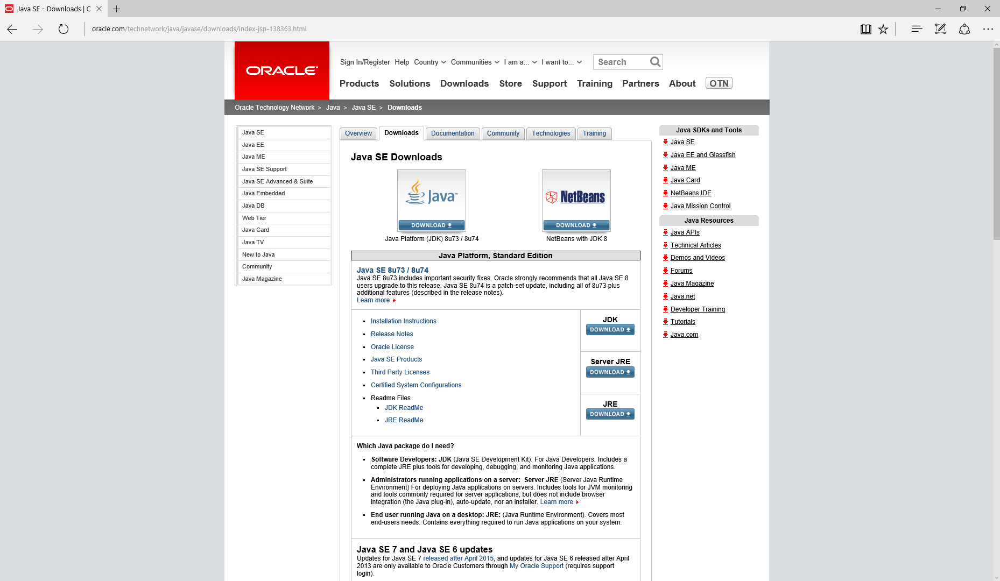 Java SE - Downloads | C
oracle.com/technetwork/java/javase/downloads/index-jsp-138363.html
ORACLE
Sign In/Register Help Country Communities I am a... I want to... Search
Products Solutions Downloads Store Support Training Partners About OTN
Oracle Technology Network > Java > Java SE > Downloads
Java SE
Java EE
Java ME
Java SE Support
Java SE Advanced & Suite
Java Embedded
Java DB
Web Tier
Java Card
Java TV
New to Java
Community
Java Magazine
Overview Downloads Documentation Community Technologies Training
Java SE Downloads
Java™
DOWNLOAD
Java Platform (JDK) 8u73 / 8u74
NetBeans
DOWNLOAD
NetBeans with JDK 8
Java Platform, Standard Edition
Java SE 8u73 / 8u74
Java SE 8u73 includes important security fixes. Oracle strongly recommends that all Java SE 8
users upgrade to this release. Java SE 8u74 is a patch-set update, including all of 8u73 plus
additional features (described in the release notes).
Learn more
Installation Instructions
Release Notes
Oracle License
Java SE Products
Third Party Licenses
Certified System Configurations
Readme Files
JDK ReadMe
JRE ReadMe
JDK
DOWNLOAD
Server JRE
DOWNLOAD
JRE
DOWNLOAD
Which Java package do I need?
Software Developers: JDK (Java SE Development Kit). For Java Developers. Includes a
complete JRE plus tools for developing, debugging, and monitoring Java applications.
Administrators running applications on a server: Server JRE (Server Java Runtime
Environment) For deploying Java applications on servers. Includes tools for JVM monitoring
and tools commonly required for server applications, but does not include browser
integration (the Java plug-in), auto-update, nor an installer. Learn more
End user running Java on a desktop: JRE: (Java Runtime Environment). Covers most
end-users needs. Contains everything required to run Java applications on your system.
Java SE 7 and Java SE 6 updates
Updates for Java SE 7 released after April 2015, and updates for Java SE 6 released after April
2013 are only available to Oracle Customers through My Oracle Support (requires support
login).
Java SDKs and Tools
Java SE
Java EE and Glassfish
Java ME
Java Card
NetBeans IDE
Java Mission Control
Java Resources
Java APIs
Technical Articles
Demos and Videos
Forums
Java Magazine
Java.net
Developer Training
Tutorials
Java.com